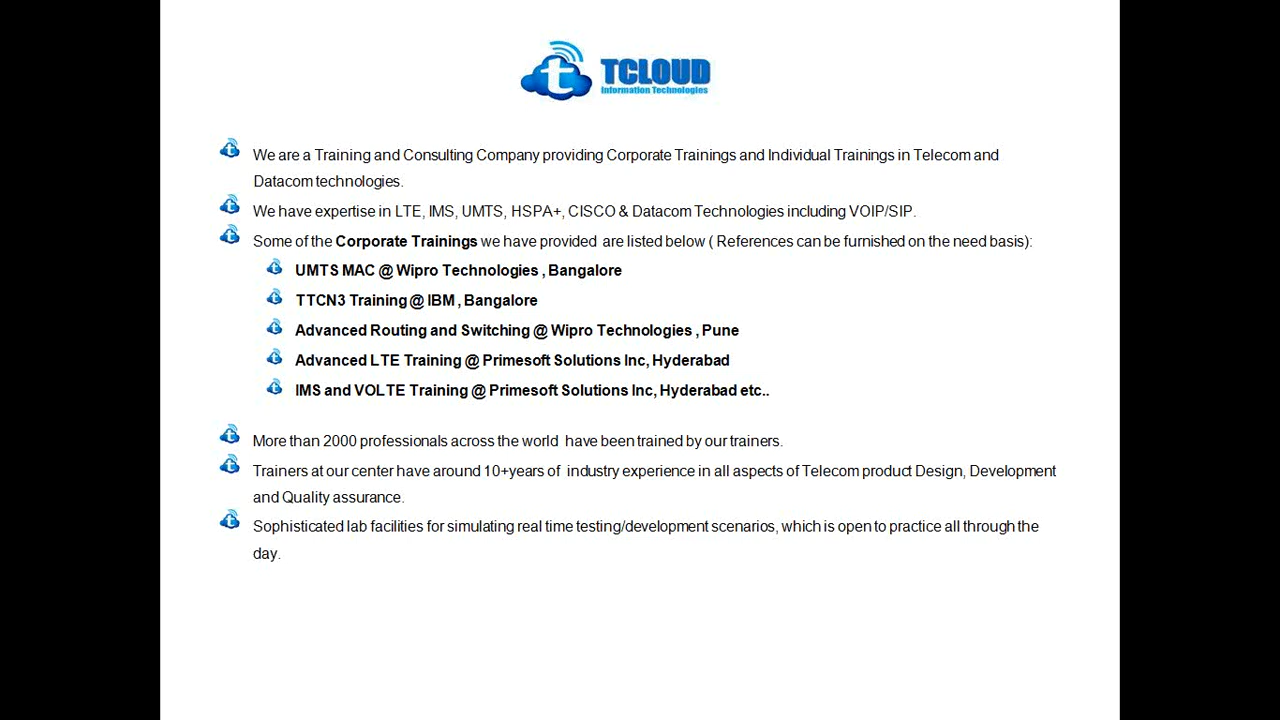 t TCLOUD
Information Technologies
We are a Training and Consulting Company providing Corporate Trainings and Individual Trainings in Telecom and
Datacom technologies.
We have expertise in LTE, IMS, UMTS, HSPA+, CISCO & Datacom Technologies including VOIP/SIP.
Some of the Corporate Trainings we have provided are listed below ( References can be furnished on the need basis):
UMTS MAC @ Wipro Technologies , Bangalore
TTCN3 Training @ IBM , Bangalore
Advanced Routing and Switching @ Wipro Technologies , Pune
Advanced LTE Training @ Primesoft Solutions Inc, Hyderabad
IMS and VOLTE Training @ Primesoft Solutions Inc, Hyderabad etc..
More than 2000 professionals across the world have been trained by our trainers.
Trainers at our center have around 10+years of industry experience in all aspects of Telecom product Design, Development
and Quality assurance.
Sophisticated lab facilities for simulating real time testing/development scenarios, which is open to practice all through the
day.